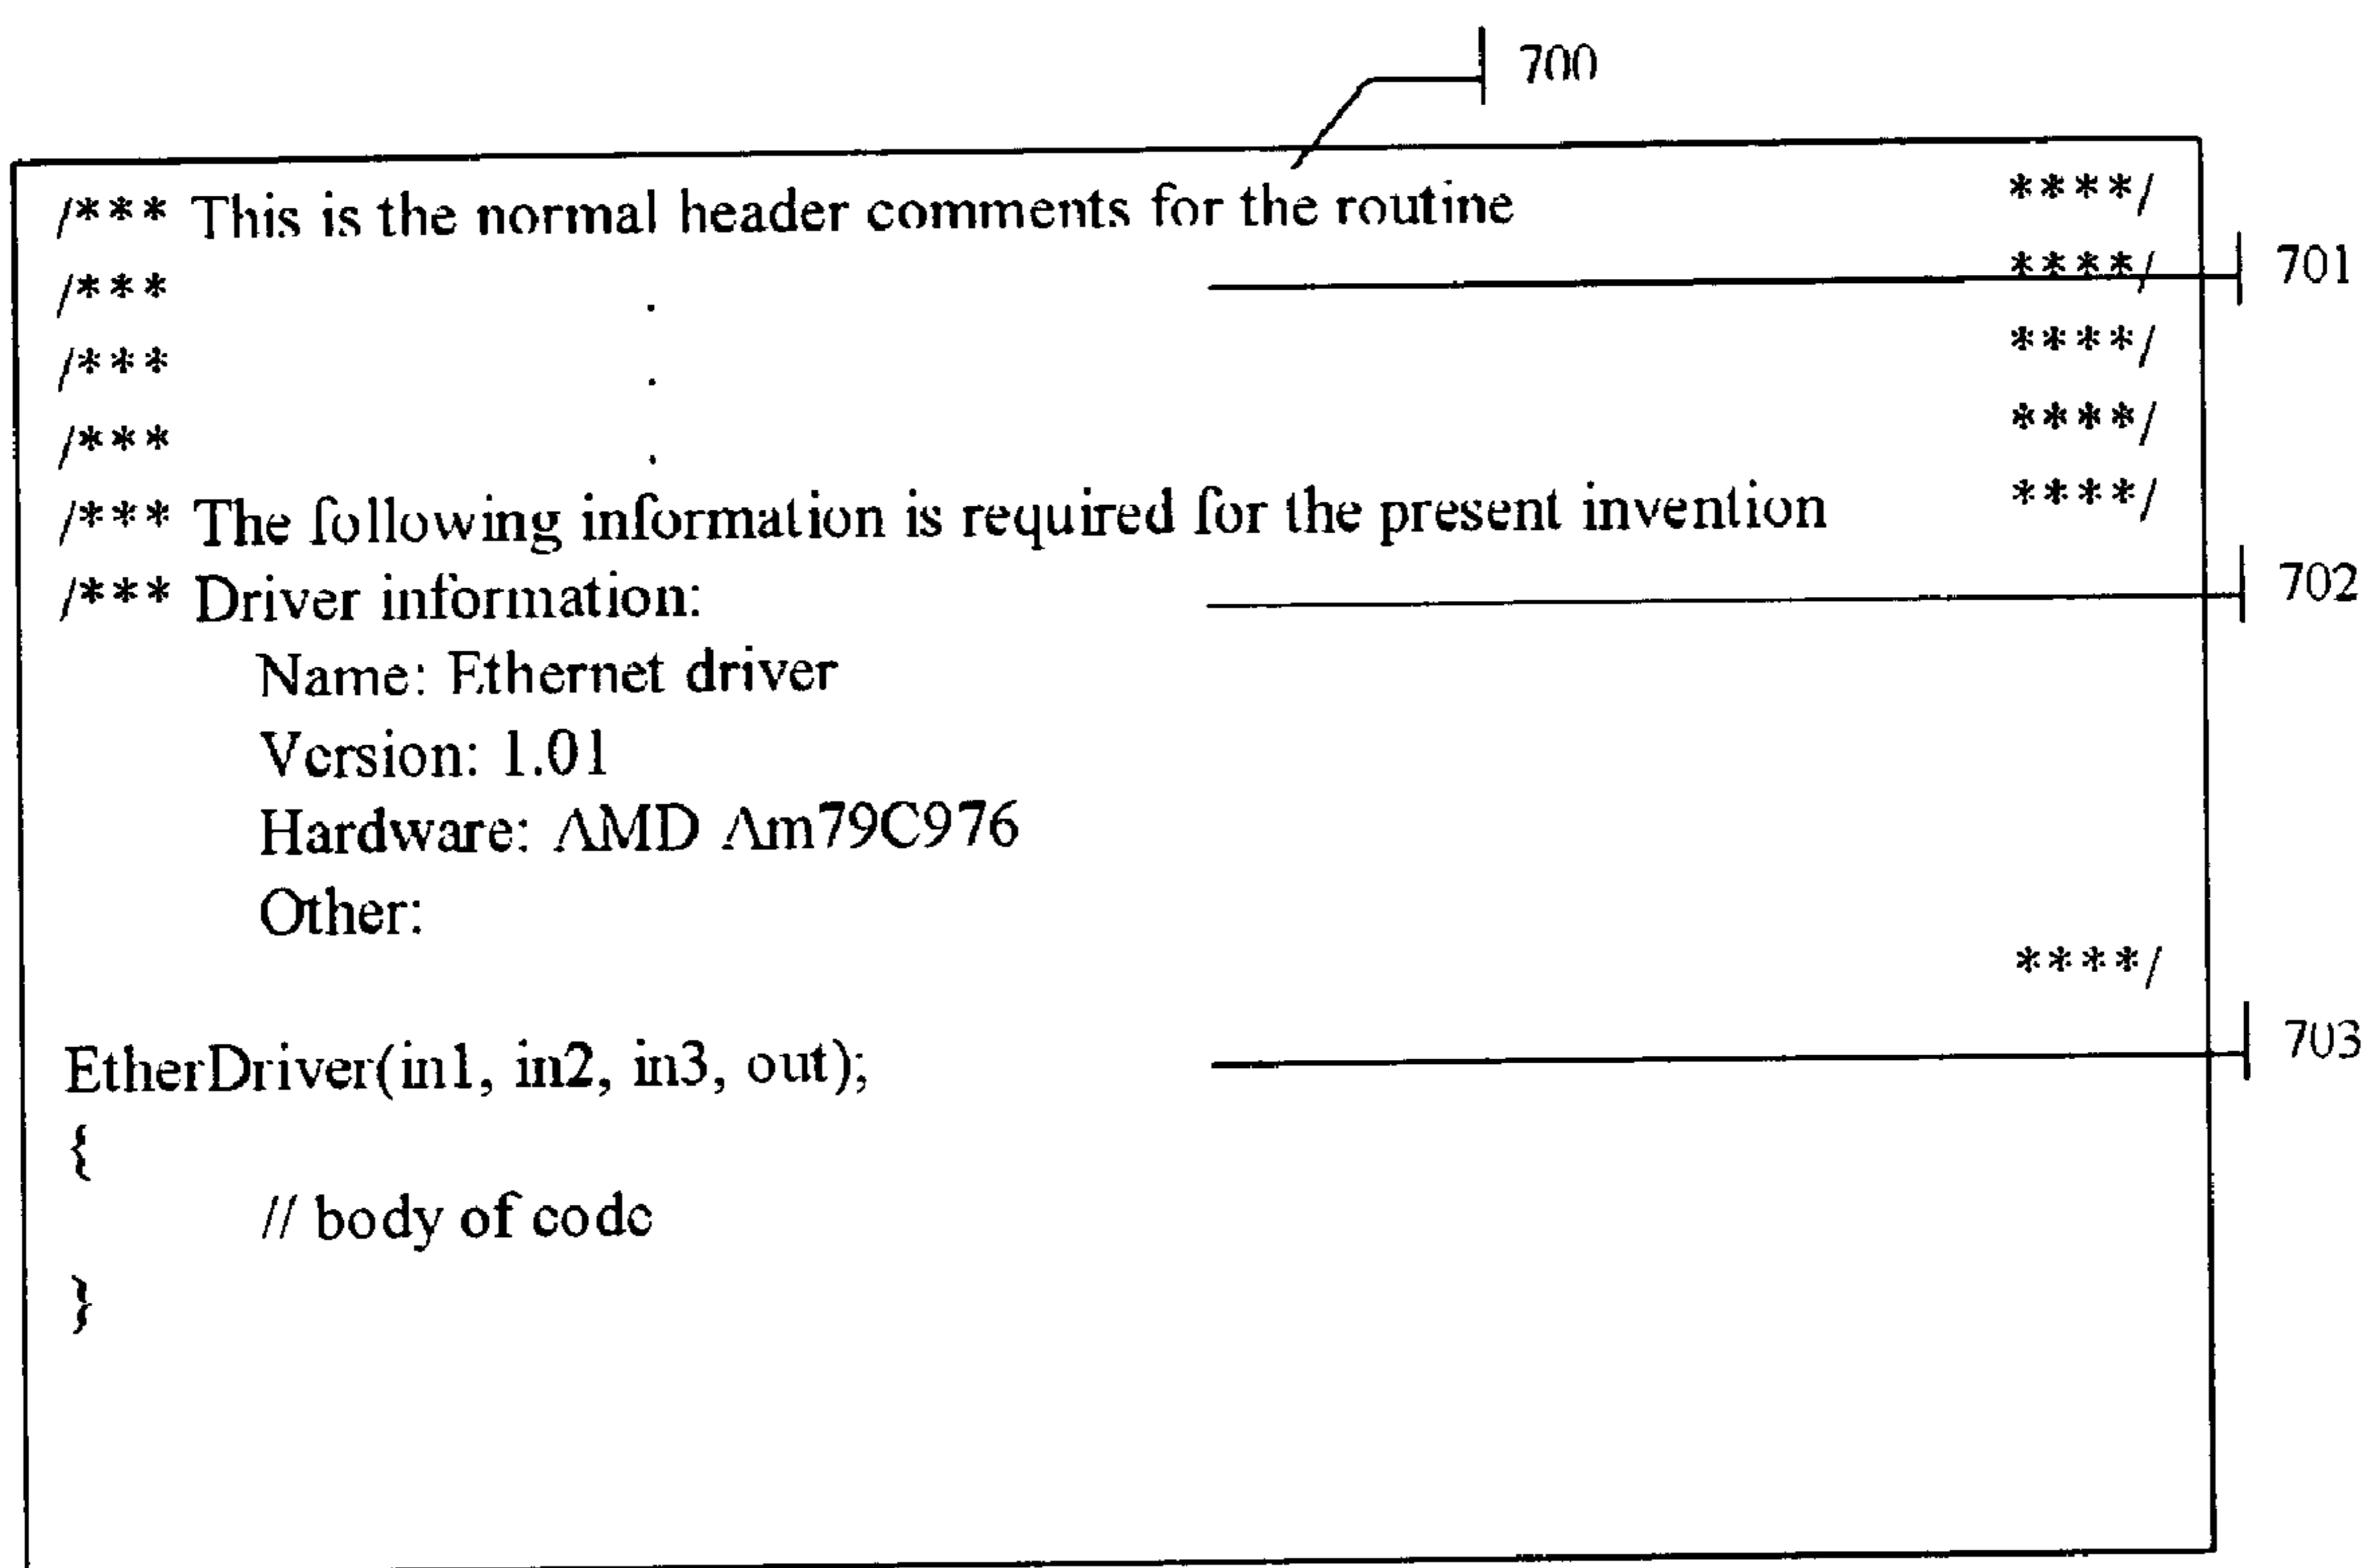 700
/*** This is the normal header comments for the routine ****/
/*** . ****/ 701
/*** . ****/
/*** . ****/
/*** The following information is required for the present invention ****/
/*** Driver information: 702
Name: Ethernet driver
Version: 1.01
Hardware: AMD Am79C976
Other:
****/
EtherDriver(in1, in2, in3, out); 703
{
// body of code
}